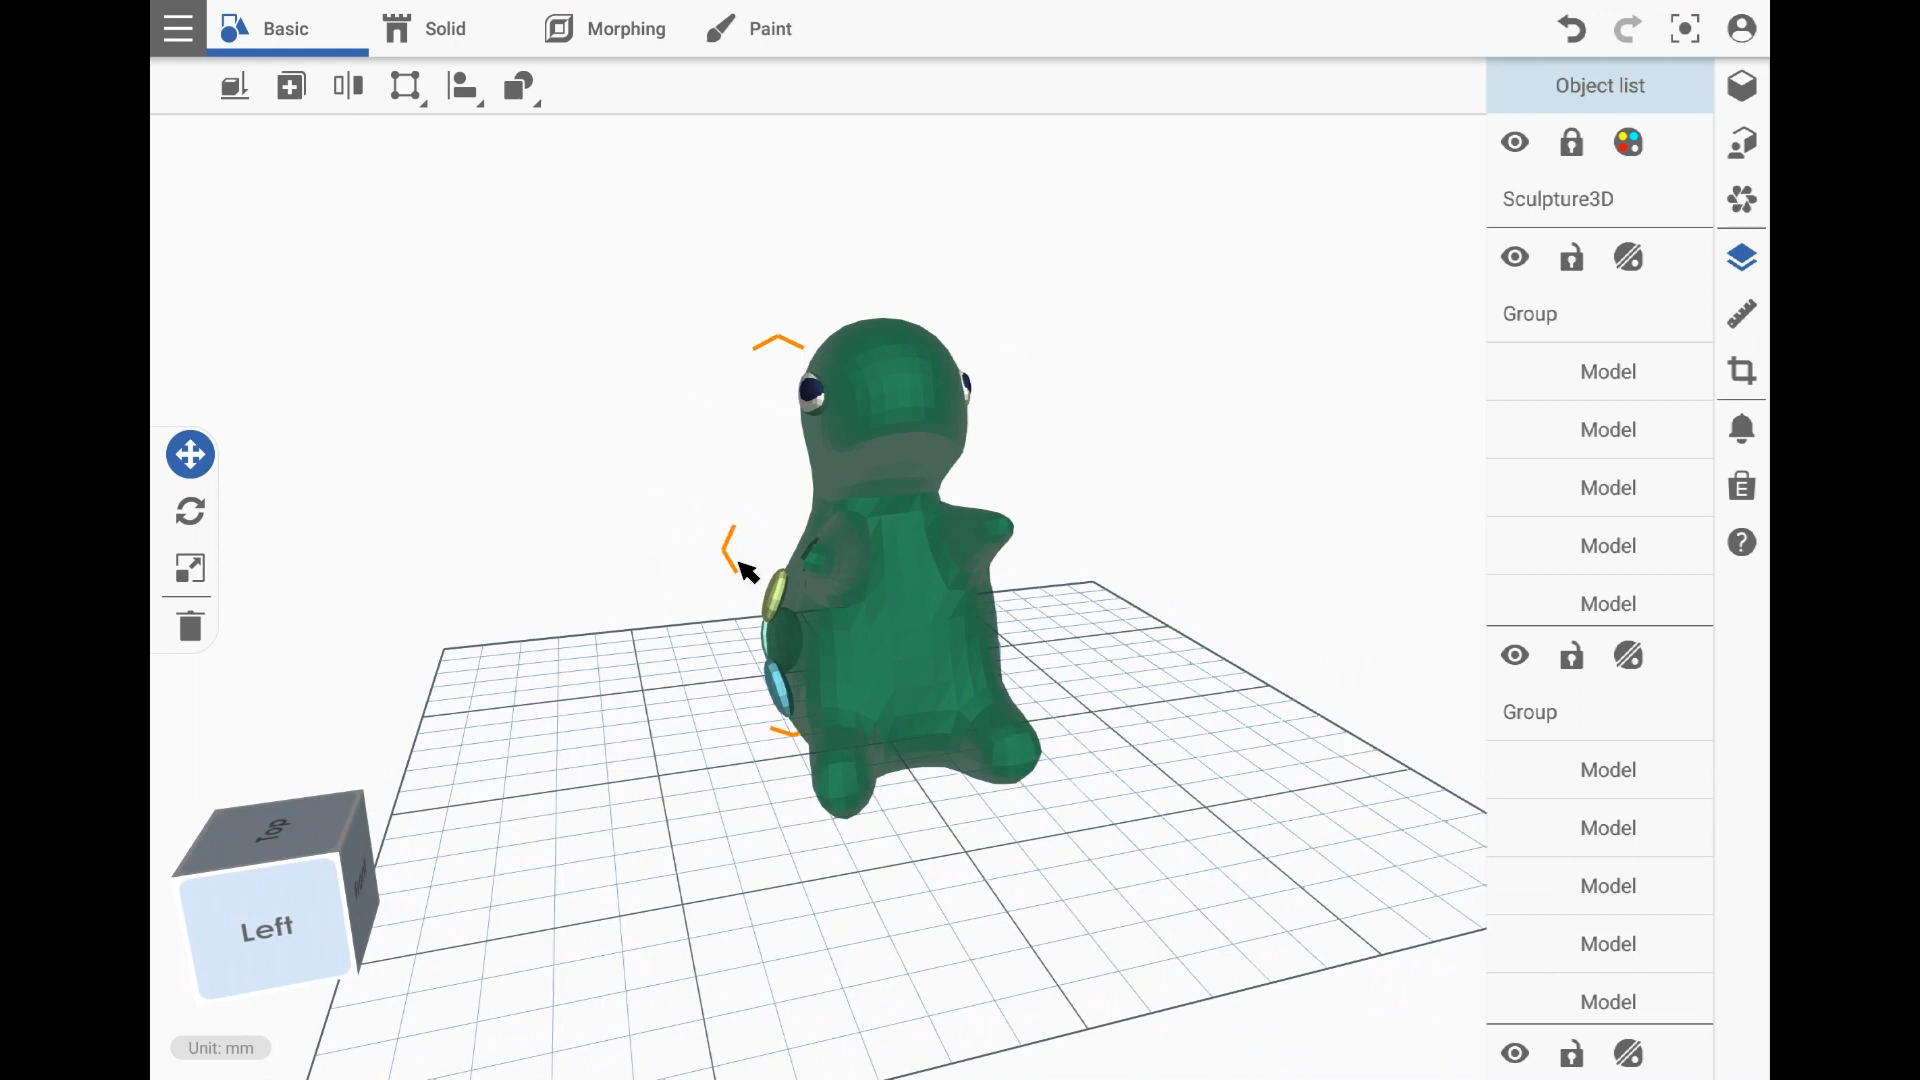 Basic
Solid
Morphing
Paint
Object list
Sculpture3D
Group
Model
Model
Model
Model
Model
Group
Model
Model
Model
Model
Model
Top
Left
Unit: mm